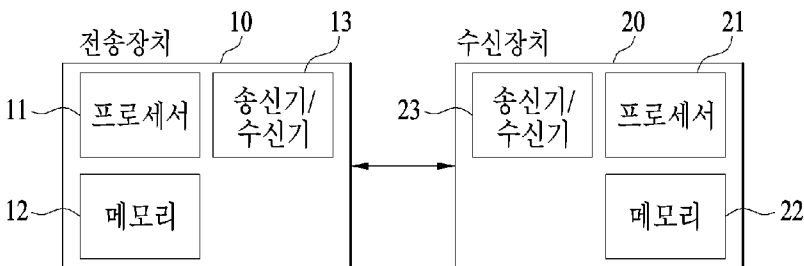 전송장치
10
13
11
프로세서
송신기/
수신기
12
메모리
수신장치
20
21
23
송신기/
수신기
프로세서
메모리
22